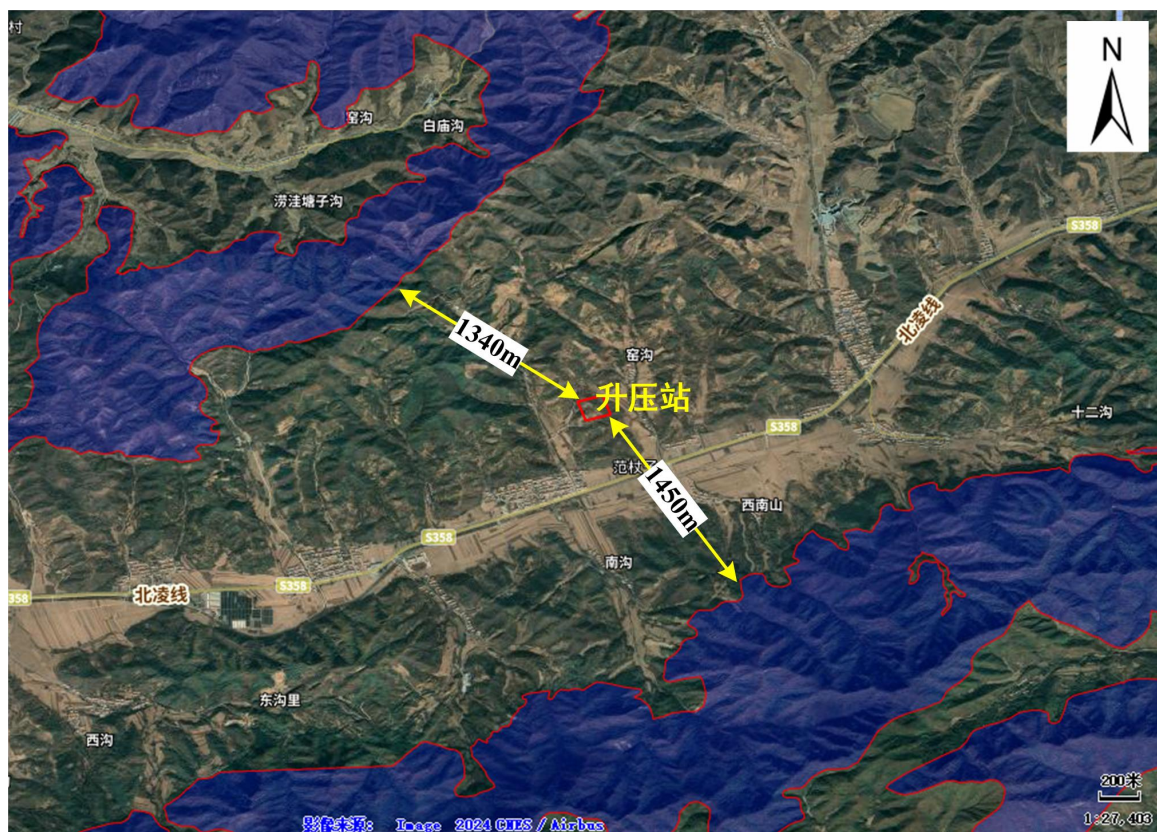 村
N
窑沟
白庙沟
涝洼塘子沟
S358
北凌线
1340m
窑沟
升压站
十二沟
S358
范杖子
1450m
西南山
S358
南沟
S358
358
北凌线
东沟里
西沟
200米
1:27,403
影像来源: Image 2024 CNES / Airbus